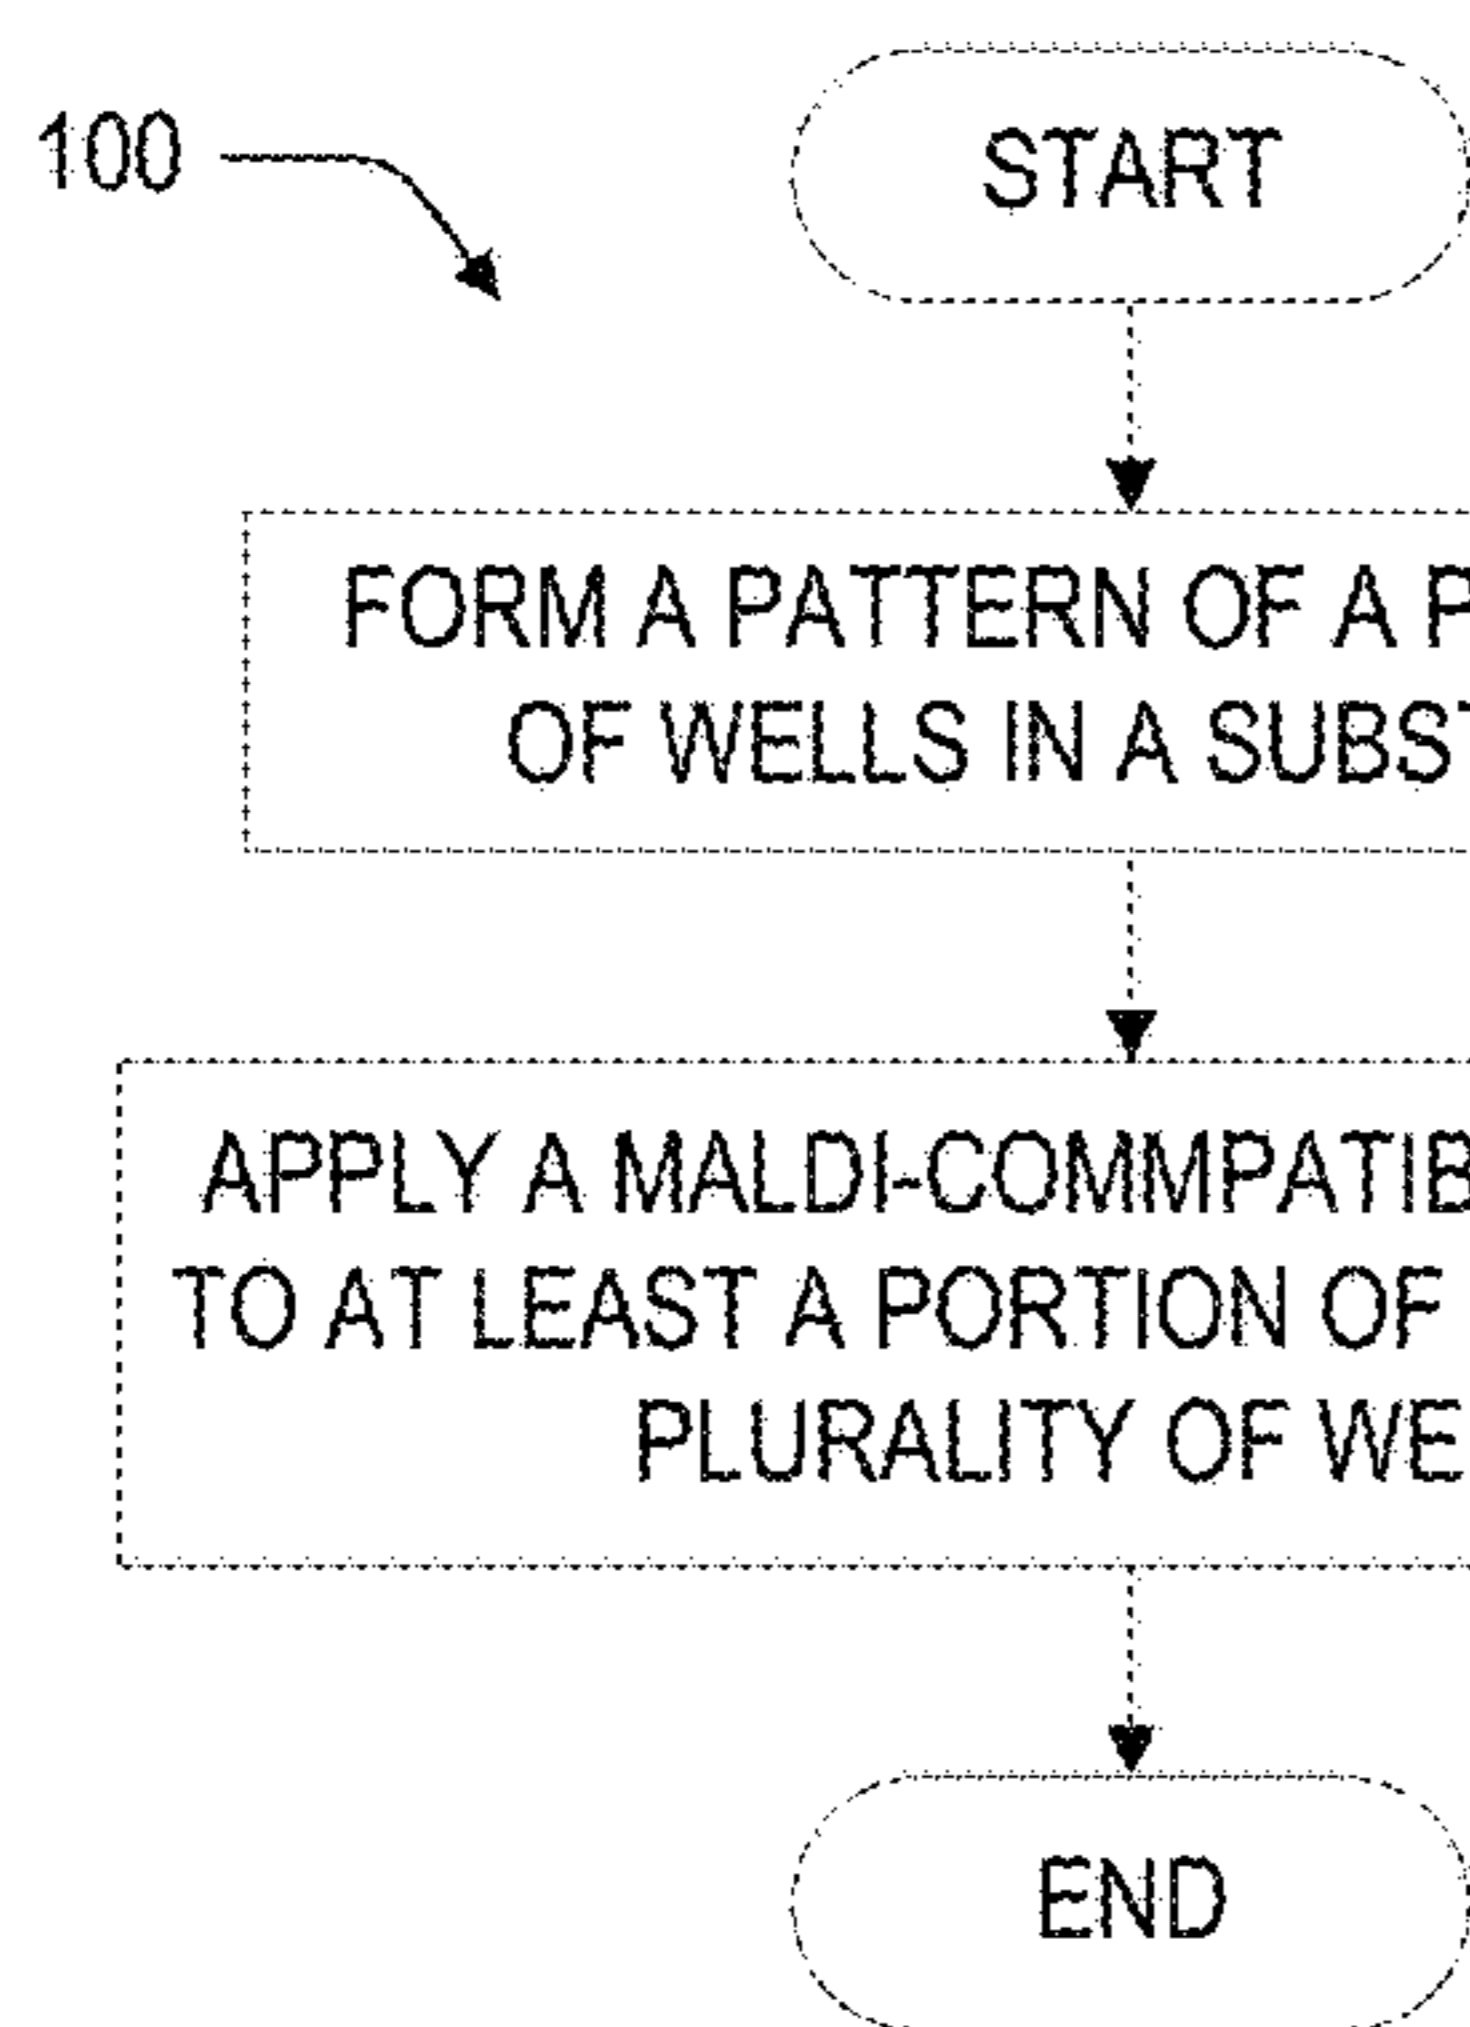 100
START
FORM A PATTERN OF A P
OF WELLS IN A SUBST
APPLY A MALDI-COMMPATIB
TO AT LEAST A PORTION OF
PLURALITY OF WE
END